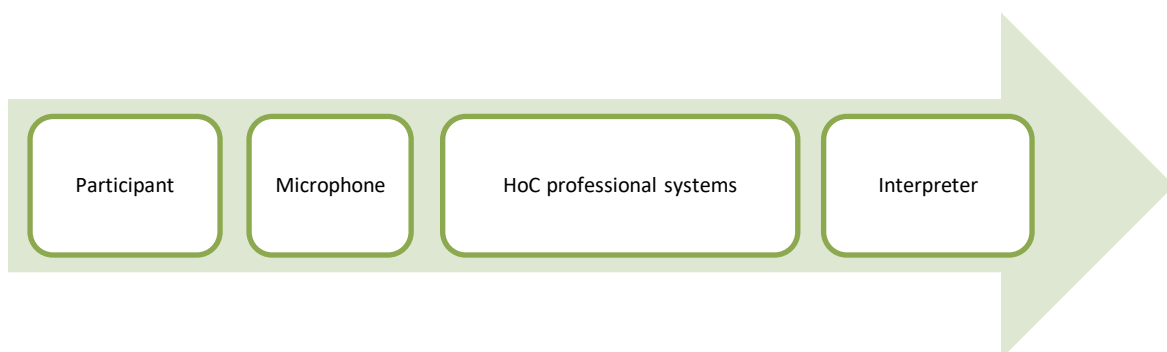 Participant
Microphone
HoC professional systems
Interpreter